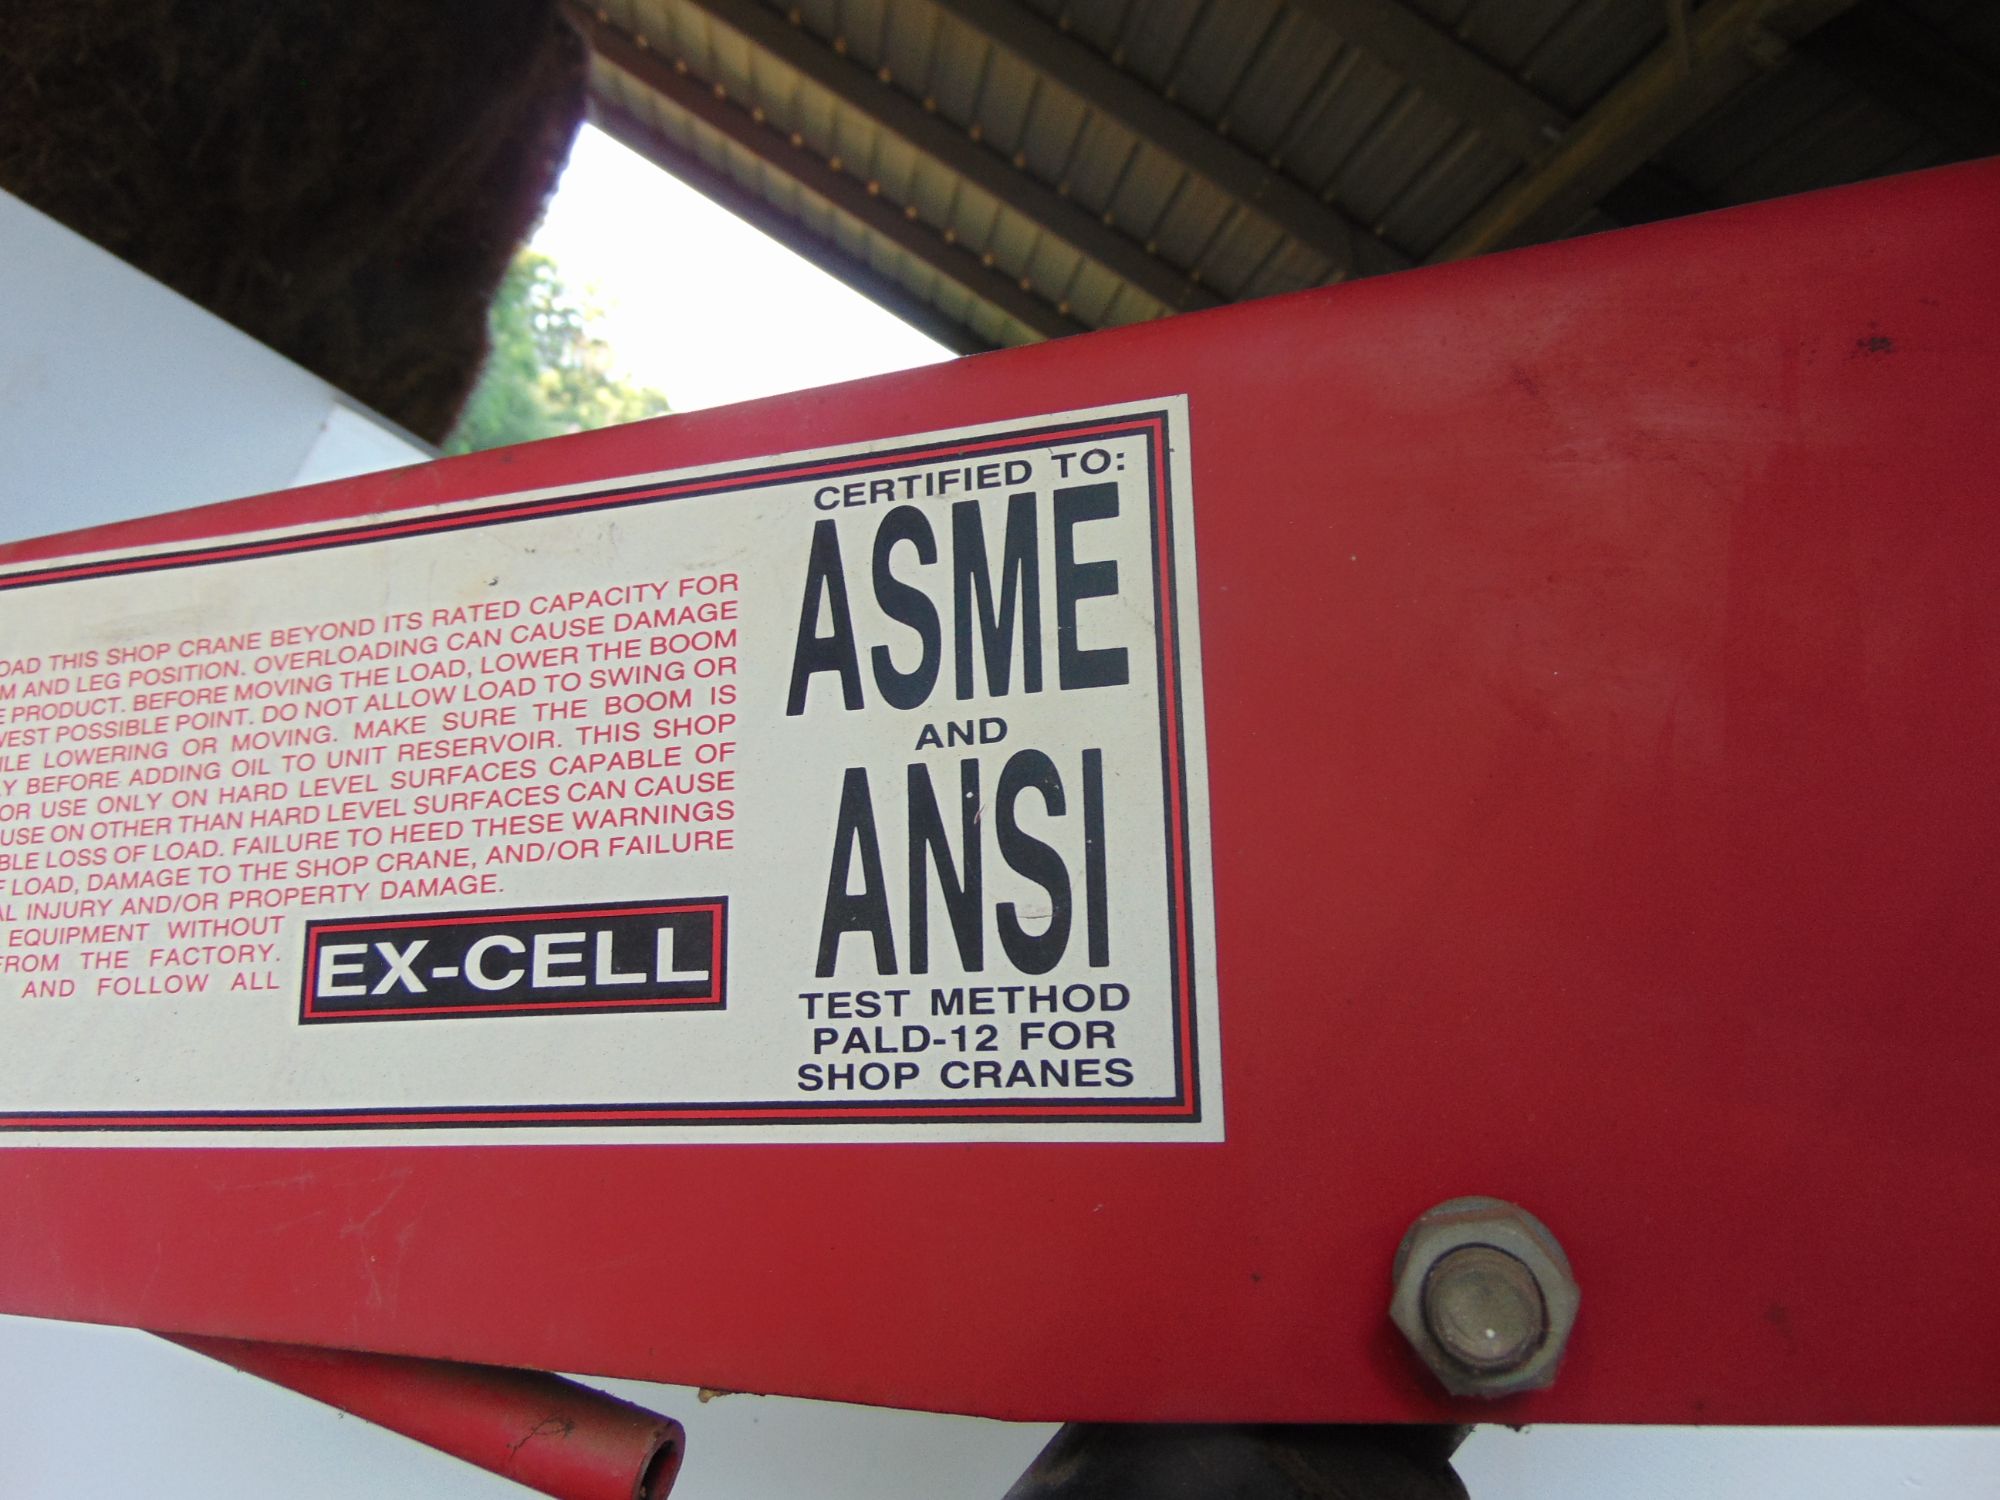 THIS SHOP CRANE BEYOND ITS RATED CAPACITY FOR
AND LEG POSITION. OVERLOADING CAN CAUSE DAMAGE
PRODUCT. BEFORE MOVING THE LOAD, LOWER THE BOOM
POSSIBLE POINT. DO NOT ALLOW LOAD TO SWING OR
LOWERING OR MOVING. MAKE SURE THE BOOM IS
BEFORE ADDING OIL TO UNIT RESERVOIR. THIS SHOP
OR USE ONLY ON HARD LEVEL SURFACES CAPABLE OF
USE ON OTHER THAN HARD LEVEL SURFACES CAN CAUSE
BLE LOSS OF LOAD. FAILURE TO HEED THESE WARNINGS
F LOAD, DAMAGE TO THE SHOP CRANE, AND/OR FAILURE
AL INJURY AND/OR PROPERTY DAMAGE.
EQUIPMENT WITHOUT
FROM THE FACTORY.
AND FOLLOW ALL
EX-CELL
CERTIFIED TO:
ASME
AND
ANSI
TEST METHOD
PALD-12 FOR
SHOP CRANES